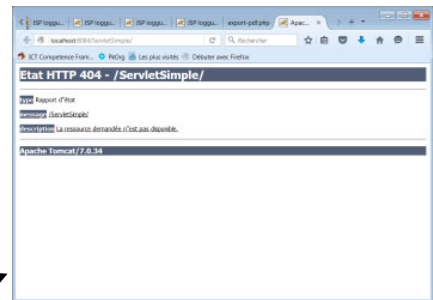 JSP loggu... JSP loggu... JSP loggu... JSP loggu... export-pdf.php Apac...
localhost:8084/ServletSimple/ Rechercher
ICT Competence Fram... Les plus visités Débuter avec Firefox
Etat HTTP 404 - /ServletSimple/
type Rapport d'état
message /ServletSimple/
description La ressource demandée n'est pas disponible.
Apache Tomcat/7.0.34